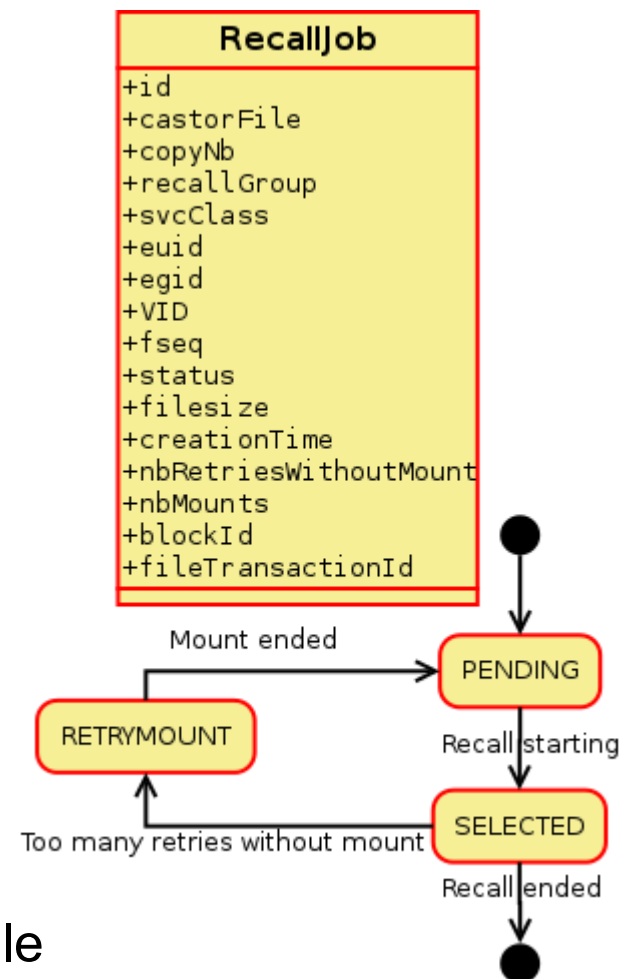 RecallJob
+id
+castorFile
+copyNb
+recallGroup
+svcClass
+euid
+egid
+VID
+fseq
+status
+filesize
+creationTime
+nbRetriesWithoutMount
+nbMounts
+blockId
+fileTransactionId
Mount ended
PENDING
RETRYMOUNT
Recall starting
SELECTED
Too many retries without mount
Recall ended
le